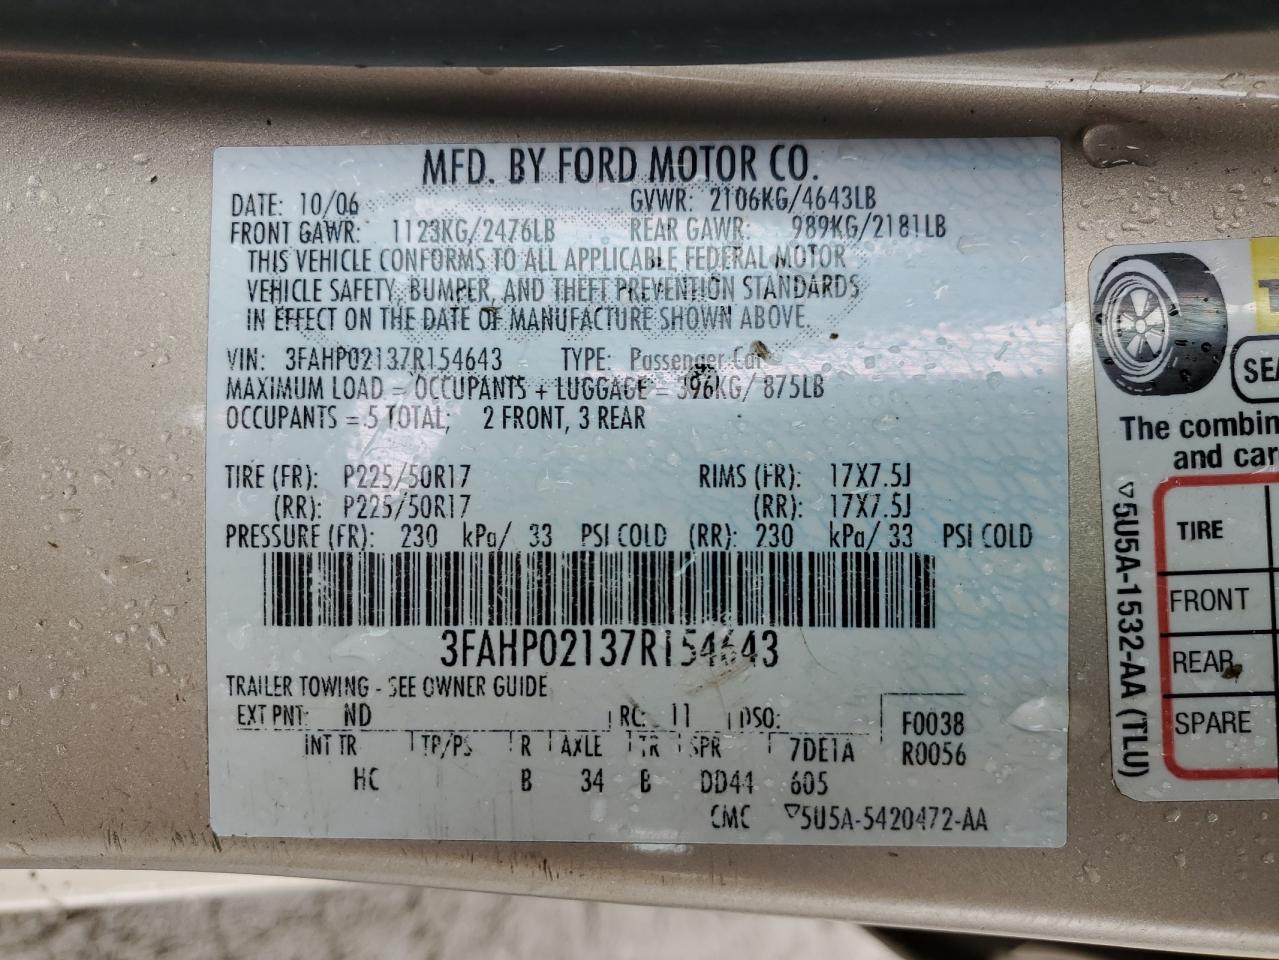 MFD. BY FORD MOTOR CO.
DATE: 10/06 GVWR: 2106KG/4643LB
FRONT GAWR: 1123KG/2476LB REAR GAWR: 989KG/2181LB
THIS VEHICLE CONFORMS TO ALL APPLICABLE FEDERAL MOTOR
VEHICLE SAFETY, BUMPER, AND THEFT PREVENTION STANDARDS
IN EFFECT ON THE DATE OF MANUFACTURE SHOWN ABOVE.
VIN: 3FAHP02137R154643 TYPE: Passenger Car
MAXIMUM LOAD = OCCUPANTS + LUGGAGE = 396KG/ 875LB
OCCUPANTS = 5 TOTAL; 2 FRONT, 3 REAR
TIRE (FR): P225/50R17 RIMS (FR): 17X7.5J
(RR): P225/50R17 (RR): 17X7.5J
PRESSURE (FR): 230 kPa/ 33 PSI COLD (RR): 230 kPa/ 33 PSI COLD
3FAHP02137R154643
TRAILER TOWING - SEE OWNER GUIDE
EXT PNT: ND RC: 11 DSO: F0038
INT TR TP/PS R AXLE TR SPR 7DE1A R0056
HC B 34 B DD44 605
CMC ▽5U5A-5420472-AA
The
and
TIRE
FRONT
REAR
SPARE
▽5U5A-1532-AA (TLU)